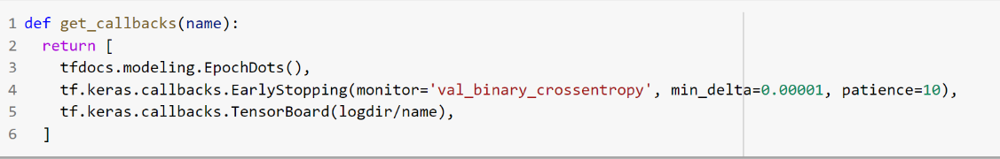 1 def get_callbacks(name):
2   return [
3     tfdocs.modeling.EpochDots(),
4     tf.keras.callbacks.EarlyStopping(monitor='val_binary_crossentropy', min_delta=0.00001, patience=10),
5     tf.keras.callbacks.TensorBoard(logdir/name),
6   ]